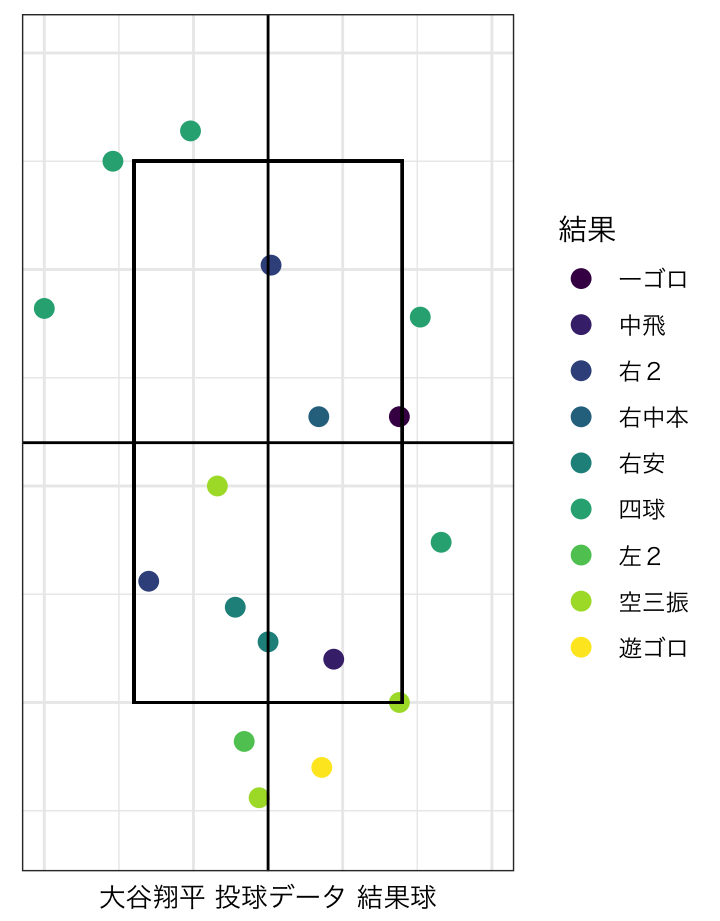 結果
一ゴロ
中飛
右２
右中本
右安
四球
左２
空三振
遊ゴロ
大谷翔平 投球データ 結果球